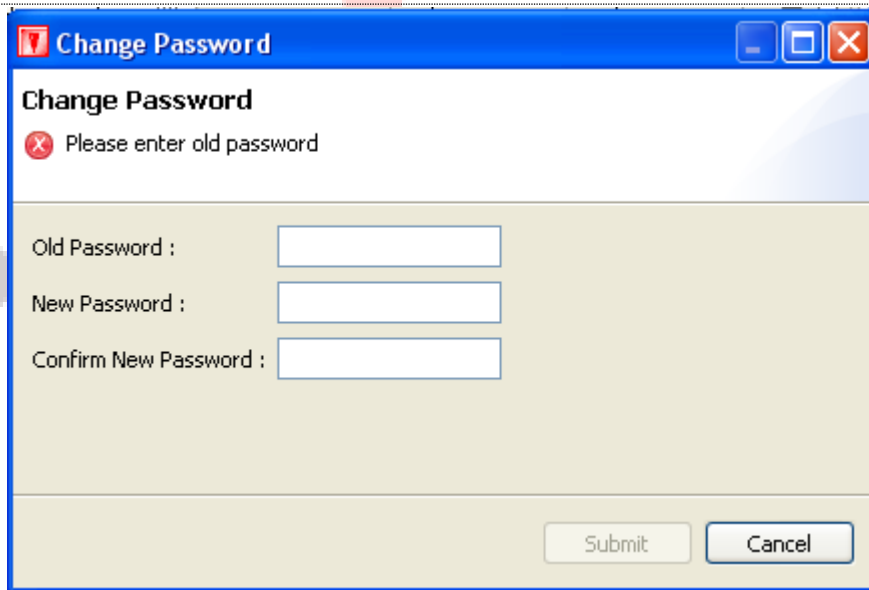 Change Password
Change Password
Please enter old password
Old Password :
New Password :
Confirm New Password :
Submit Cancel